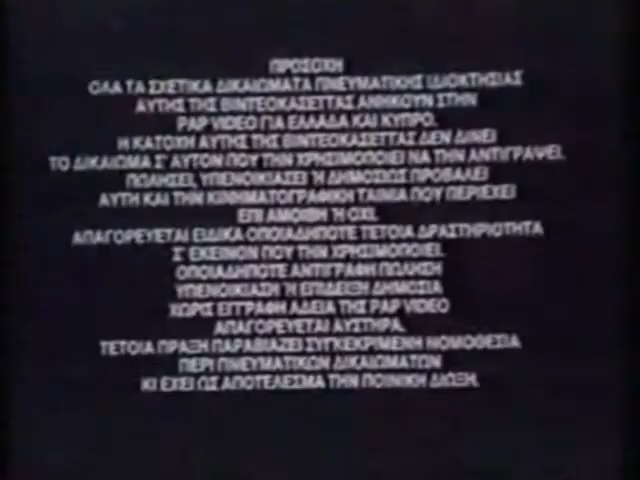 ΠΡΟΣΟΧΗ
ΟΛΑ ΤΑ ΣΧΕΤΙΚΑ ΔΙΚΑΙΩΜΑΤΑ ΠΝΕΥΜΑΤΙΚΗΣ ΙΔΙΟΚΤΗΣΙΑΣ
ΑΥΤΗΣ ΤΗΣ ΒΙΝΤΕΟΚΑΣΕΤΤΑΣ ΑΝΗΚΟΥΝ ΣΤΗΝ
PAP VIDEO ΓΙΑ ΕΛΛΑΔΑ ΚΑΙ ΚΥΠΡΟ.
Η ΚΑΤΟΧΗ ΑΥΤΗΣ ΤΗΣ ΒΙΝΤΕΟΚΑΣΕΤΤΑΣ ΔΕΝ ΔΙΝΕΙ
ΤΟ ΔΙΚΑΙΩΜΑ Σ' ΑΥΤΟΝ ΠΟΥ ΤΗΝ ΧΡΗΣΙΜΟΠΟΙΕΙ ΝΑ ΤΗΝ ΑΝΤΙΓΡΑΨΕΙ,
ΠΩΛΗΣΕΙ, ΥΠΕΝΟΙΚΙΑΣΕΙ Ή ΔΗΜΟΣΙΩΣ ΠΡΟΒΑΛΕΙ
ΑΥΤΗ ΚΑΙ ΤΗΝ ΚΙΝΗΜΑΤΟΓΡΑΦΙΚΗ ΤΑΙΝΙΑ ΠΟΥ ΠΕΡΙΕΧΕΙ
ΕΠΙ ΑΜΟΙΒΗ Ή ΟΧΙ.
ΑΠΑΓΟΡΕΥΕΤΑΙ ΕΙΔΙΚΑ ΟΠΟΙΑΔΗΠΟΤΕ ΤΕΤΟΙΑ ΔΡΑΣΤΗΡΙΟΤΗΤΑ
Σ' ΕΚΕΙΝΟΝ ΠΟΥ ΤΗΝ ΧΡΗΣΙΜΟΠΟΙΕΙ.
ΟΠΟΙΑΔΗΠΟΤΕ ΑΝΤΙΓΡΑΦΗ ΠΩΛΗΣΗ
ΥΠΕΝΟΙΚΙΑΣΗ Ή ΕΠΙΔΕΙΞΗ ΔΗΜΟΣΙΑ
ΧΩΡΙΣ ΕΓΓΡΑΦΗ ΑΔΕΙΑ ΤΗΣ PAP VIDEO
ΑΠΑΓΟΡΕΥΕΤΑΙ ΑΥΣΤΗΡΑ.
ΤΕΤΟΙΑ ΠΡΑΞΗ ΠΑΡΑΒΙΑΖΕΙ ΣΥΓΚΕΚΡΙΜΕΝΗ ΝΟΜΟΘΕΣΙΑ
ΠΕΡΙ ΠΝΕΥΜΑΤΙΚΩΝ ΔΙΚΑΙΩΜΑΤΩΝ
ΚΙ ΕΧΕΙ ΩΣ ΑΠΟΤΕΛΕΣΜΑ ΤΗΝ ΠΟΙΝΙΚΗ ΔΙΩΞΗ.